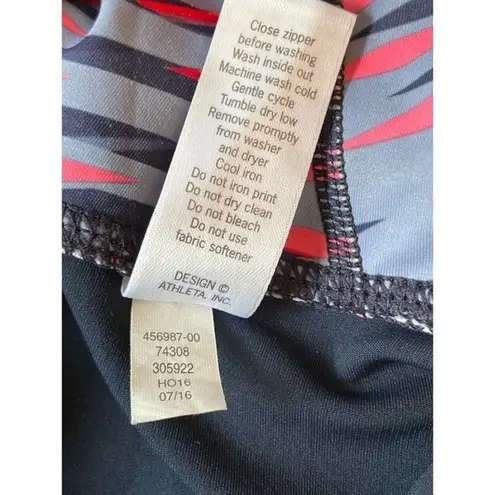 Close zipper
before washing
Wash inside out
Machine wash cold
Gentle cycle
Tumble dry low
Remove promptly
from washer
and dryer
Cool iron
Do not iron print
Do not dry clean
Do not bleach
Do not use
fabric softener
DESIGN ©
ATHLETA, INC.
456987-00
74308
305922
HO16
07/16